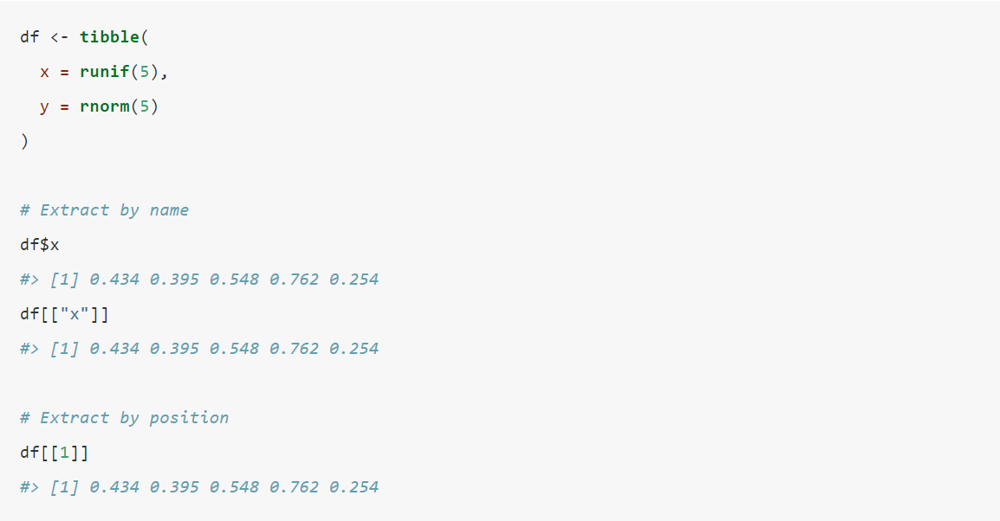 df <- tibble(
  x = runif(5),
  y = rnorm(5)
)

# Extract by name
df$x
#> [1] 0.434 0.395 0.548 0.762 0.254
df[["x"]]
#> [1] 0.434 0.395 0.548 0.762 0.254

# Extract by position
df[[1]]
#> [1] 0.434 0.395 0.548 0.762 0.254